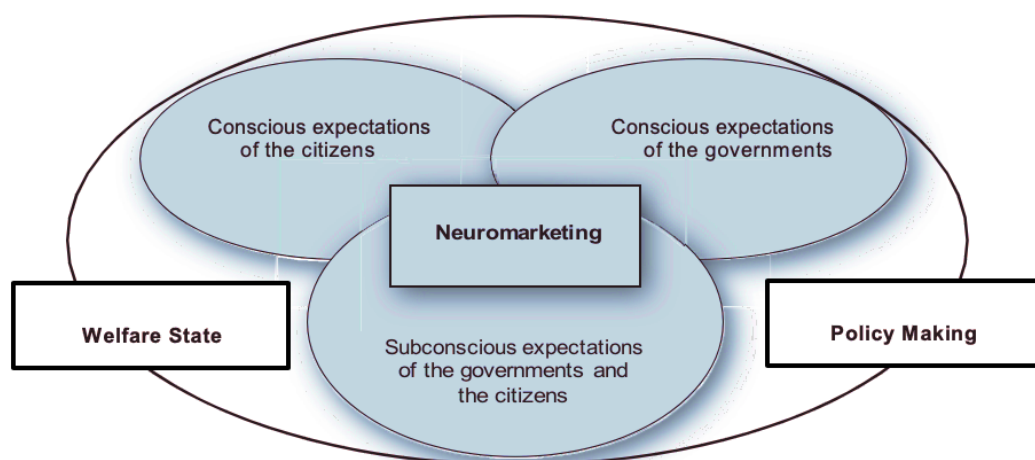 Conscious expectations
of the citizens
Conscious expectations
of the governments
Neuromarketing
Welfare State
Policy Making
Subconscious expectations
of the governments and
the citizens